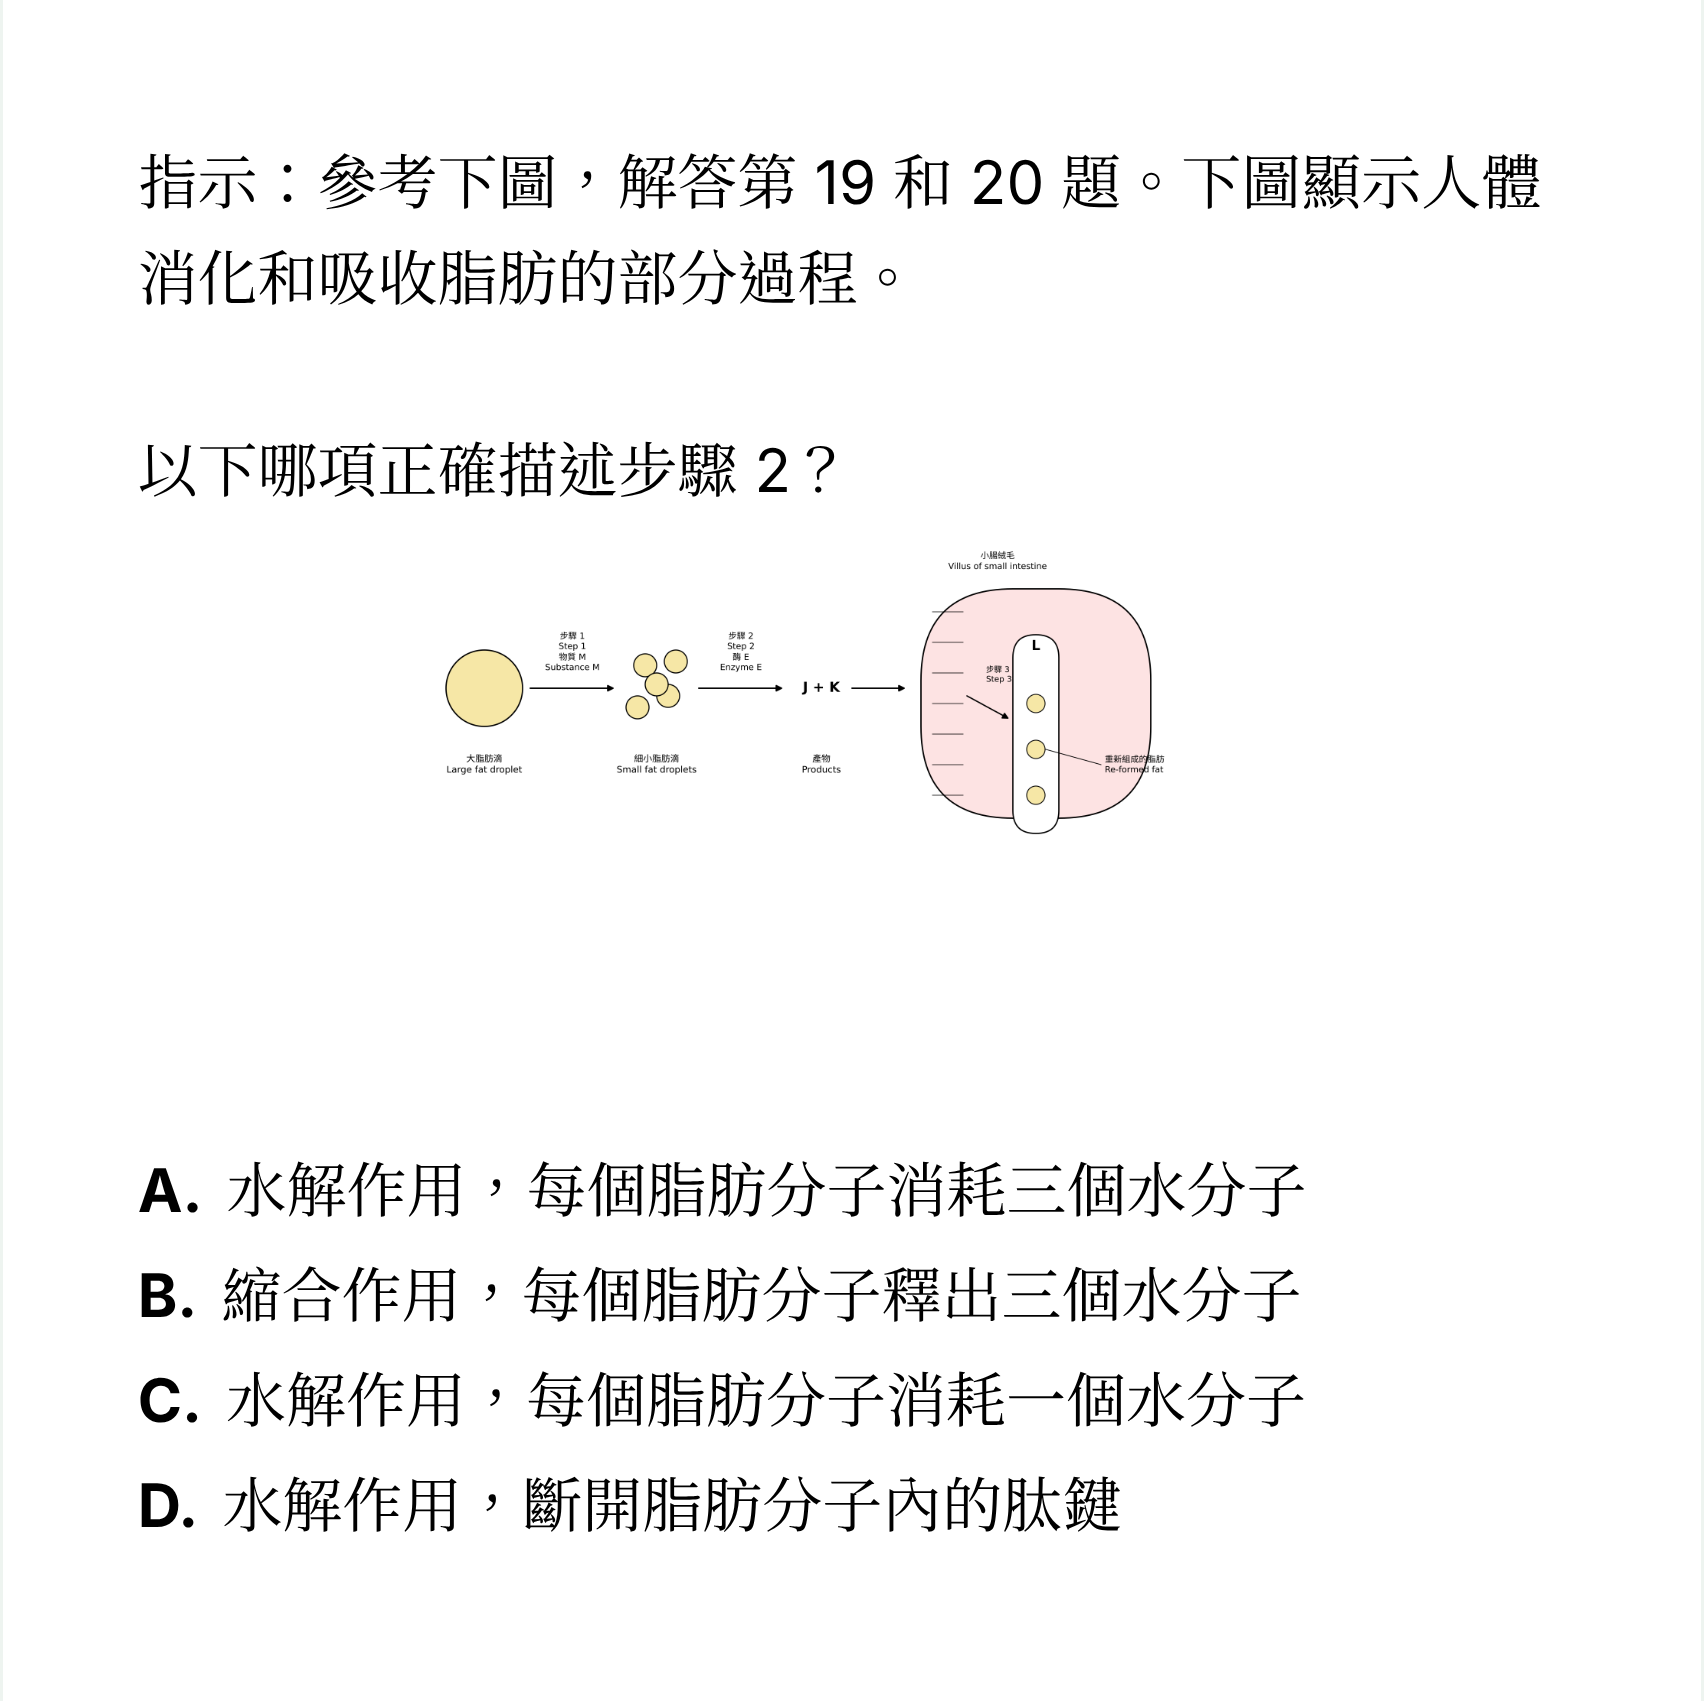 指示：參考下圖，解答第 19 和 20 題。下圖顯示人體
消化和吸收脂肪的部分過程。
以下哪項正確描述步驟 2？
小腸絨毛
Villus of small intestine
步驟 1
Step 1
物質 M
Substance M
步驟 2
Step 2
酶 E
Enzyme E
J + K
L
步驟 3
Step 3
大脂肪滴
Large fat droplet
細小脂肪滴
Small fat droplets
產物
Products
重新組成的脂肪
Re-formed fat
A. 水解作用，每個脂肪分子消耗三個水分子
B. 縮合作用，每個脂肪分子釋出三個水分子
C. 水解作用，每個脂肪分子消耗一個水分子
D. 水解作用，斷開脂肪分子內的肽鍵